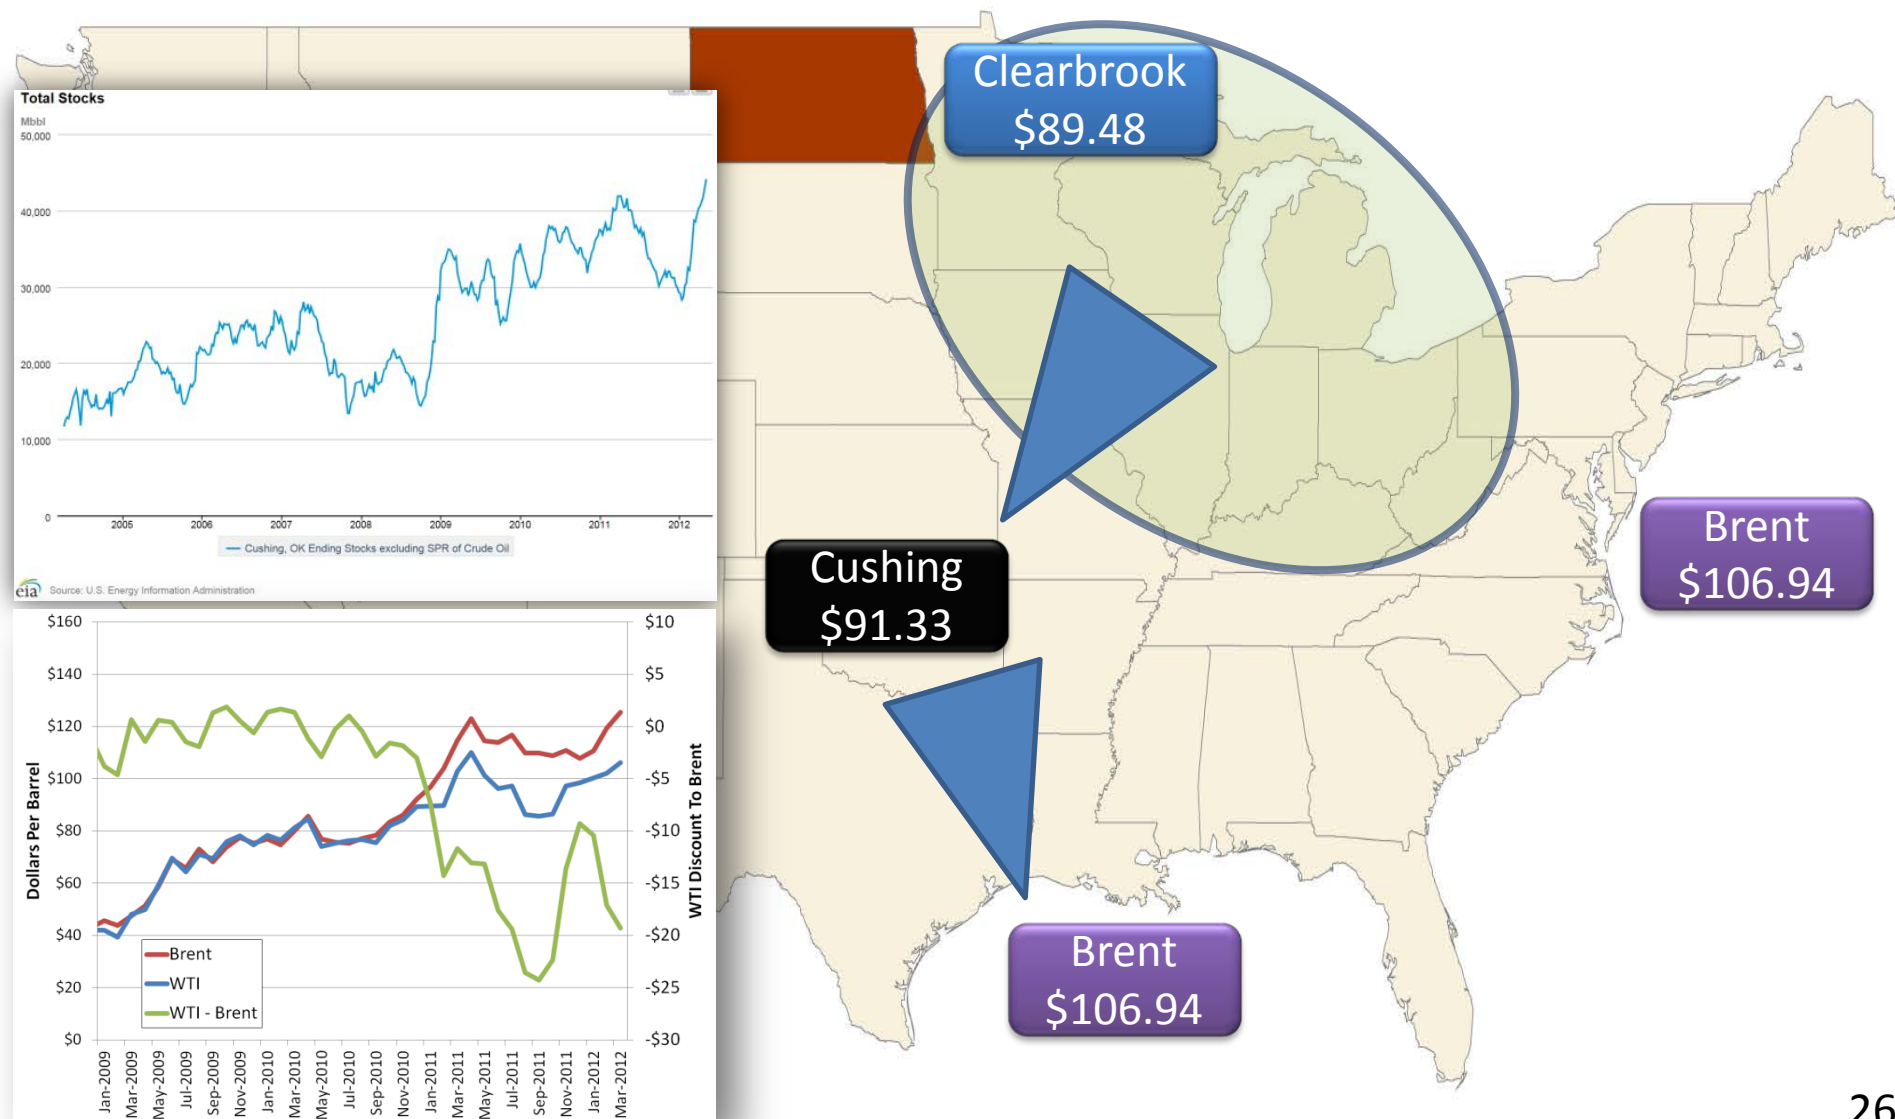 Total Stocks
Mbbl
50,000
40,000
30,000
20,000
10,000
0
2005 2006 2007 2008 2009 2010 2011 2012
Cushing, OK Ending Stocks excluding SPR of Crude Oil
eia Source: U.S. Energy Information Administration
Clearbrook
$89.48
Cushing
$91.33
Brent
$106.94
Brent
$106.94
Dollars Per Barrel
$160
$140
$120
$100
$80
$60
$40
$20
$0
$10
$5
$0
-$5
-$10
-$15
-$20
-$25
-$30
WTI Discount To Brent
Brent
WTI
WTI - Brent
Jan-2009
Mar-2009
May-2009
Jul-2009
Sep-2009
Nov-2009
Jan-2010
Mar-2010
May-2010
Jul-2010
Sep-2010
Nov-2010
Jan-2011
Mar-2011
May-2011
Jul-2011
Sep-2011
Nov-2011
Jan-2012
Mar-2012
26